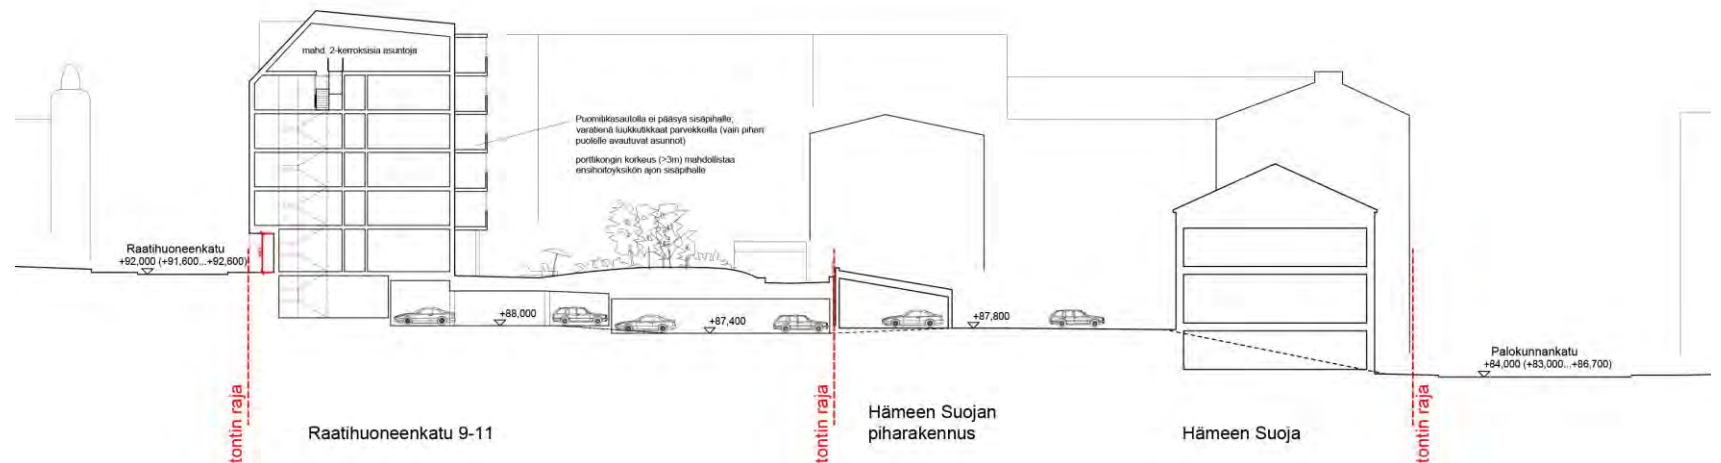 mahd. 2-kerroksisia asuntoja
Puomitikasautolla ei pääsyä sisäpihalle,
varatienä luukkutikkaat parvekkeilla (vain pihan
puolelle avautuvat asunnot)
porttikongin korkeus (>3m) mahdollistaa
ensihoitoyksikön ajon sisäpihalle
Raatihuoneenkatu
+92,000 (+91,600...+92,600)
+88,000
+87,400
+87,800
Palokunnankatu
+84,000 (+83,000...+86,700)
tontin raja
Raatihuoneenkatu 9-11
tontin raja
Hämeen Suojan
piharakennus
Hämeen Suoja
tontin raja